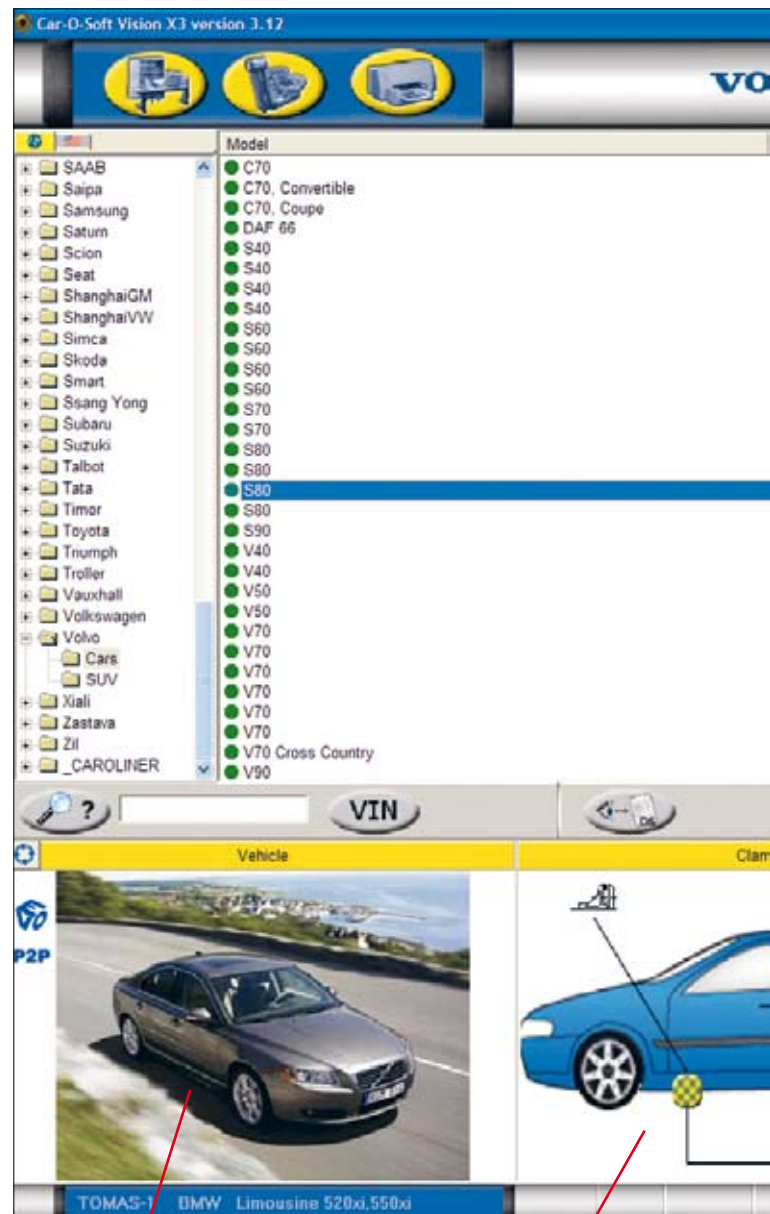 Car-O-Soft Vision X3 version 3.12
VO
Model
SAAB
Saipa
Samsung
Saturn
Scion
Seat
ShanghaiGM
ShanghaiVW
Simca
Skoda
Smart
Ssang Yong
Subaru
Suzuki
Talbot
Tata
Timor
Toyota
Triumph
Troller
Vauxhall
Volkswagen
Volvo
Cars
SUV
Xiali
Zastava
Zil
_CAROLINER
C70
C70, Convertible
C70, Coupe
DAF 66
S40
S40
S40
S40
S60
S60
S60
S60
S70
S70
S80
S80
S80
S80
S90
V40
V40
V50
V50
V70
V70
V70
V70
V70
V70
V70 Cross Country
V90
?
VIN
DS
Vehicle
Clam
P2P
TOMAS-1 BMW Limousine 520xi,550xi